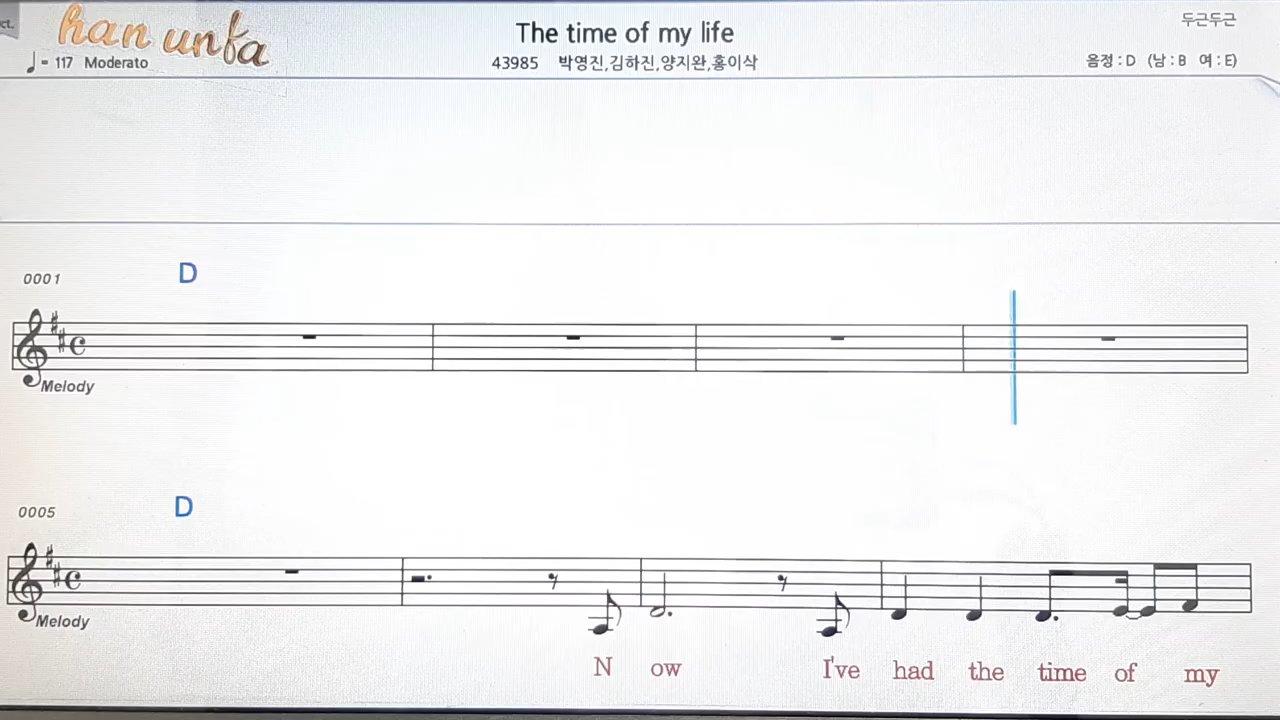 ct.
han unfa
The time of my life
두근두근
♩= 117 Moderato
43985 박영진,김하진,양지완,홍이삭
음정 : D (남 : B 여 : E)
0001 D
Melody
0005 D
Melody
N ow I've had the time of my